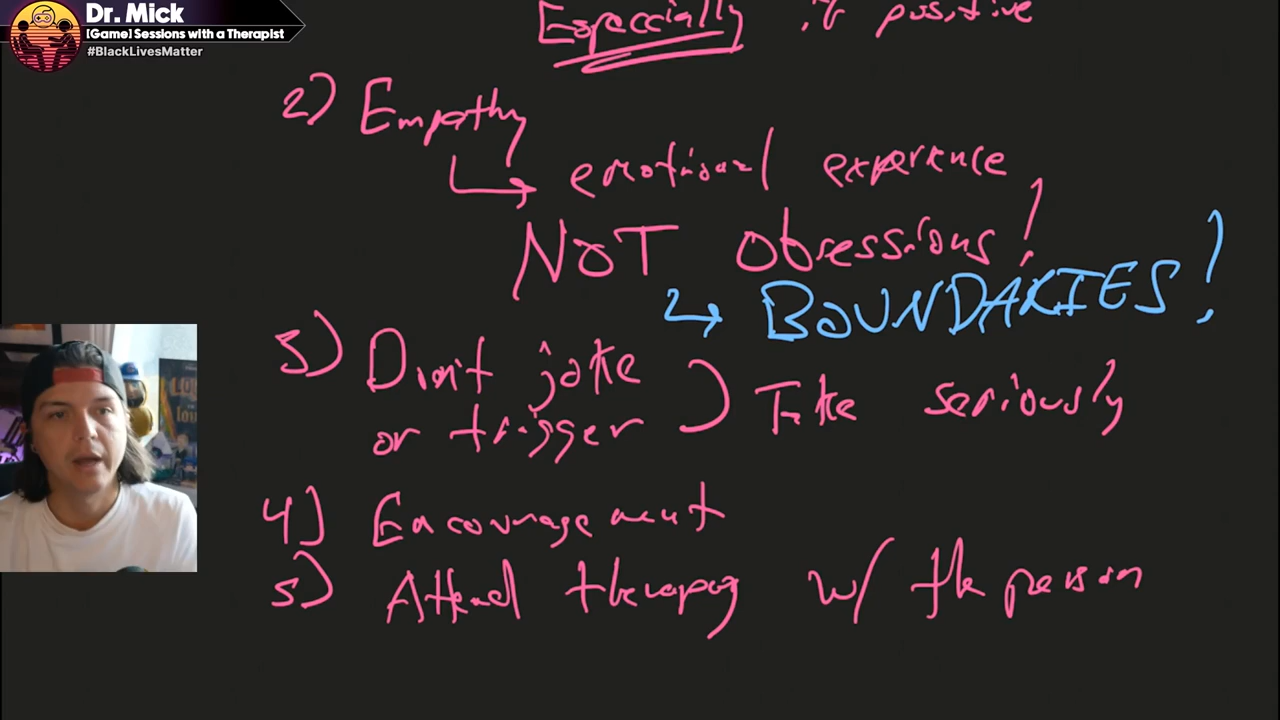 Dr. Mick
[Game] Sessions with a Therapist
#BlackLivesMatter
Especially if positive
2) Empathy
↳ emotional experience
NOT obsessions!
↳ BOUNDARIES!
3) Don't joke
or trigger ) Take seriously
4) Encouragement
5) Attend therapy w/ the person